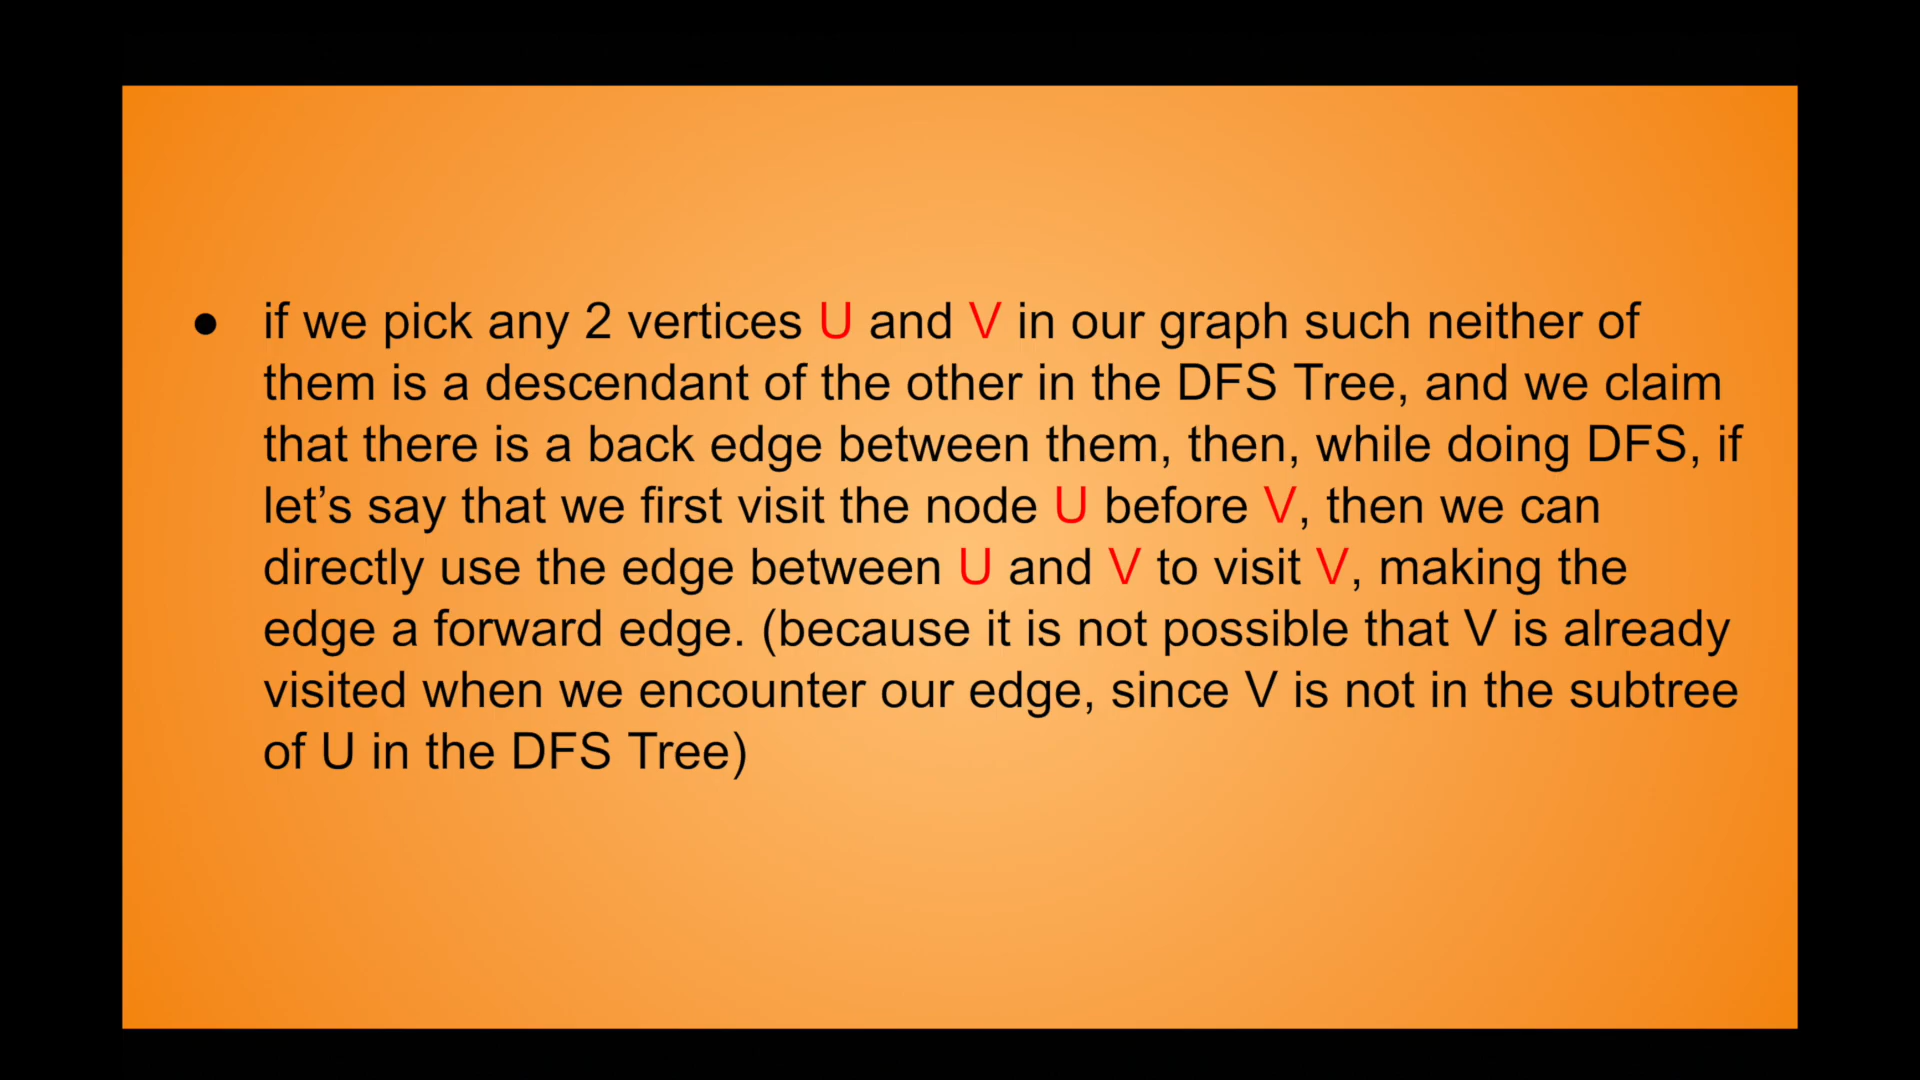 ● if we pick any 2 vertices U and V in our graph such neither of
them is a descendant of the other in the DFS Tree, and we claim
that there is a back edge between them, then, while doing DFS, if
let’s say that we first visit the node U before V, then we can
directly use the edge between U and V to visit V, making the
edge a forward edge. (because it is not possible that V is already
visited when we encounter our edge, since V is not in the subtree
of U in the DFS Tree)